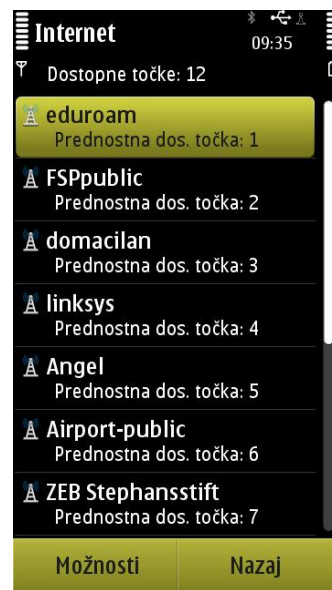 Internet
09:35
Dostopne točke: 12
eduroam
Prednostna dos. točka: 1
FSPpublic
Prednostna dos. točka: 2
domacilan
Prednostna dos. točka: 3
linksys
Prednostna dos. točka: 4
Angel
Prednostna dos. točka: 5
Airport-public
Prednostna dos. točka: 6
ZEB Stephansstift
Prednostna dos. točka: 7
Možnosti
Nazaj